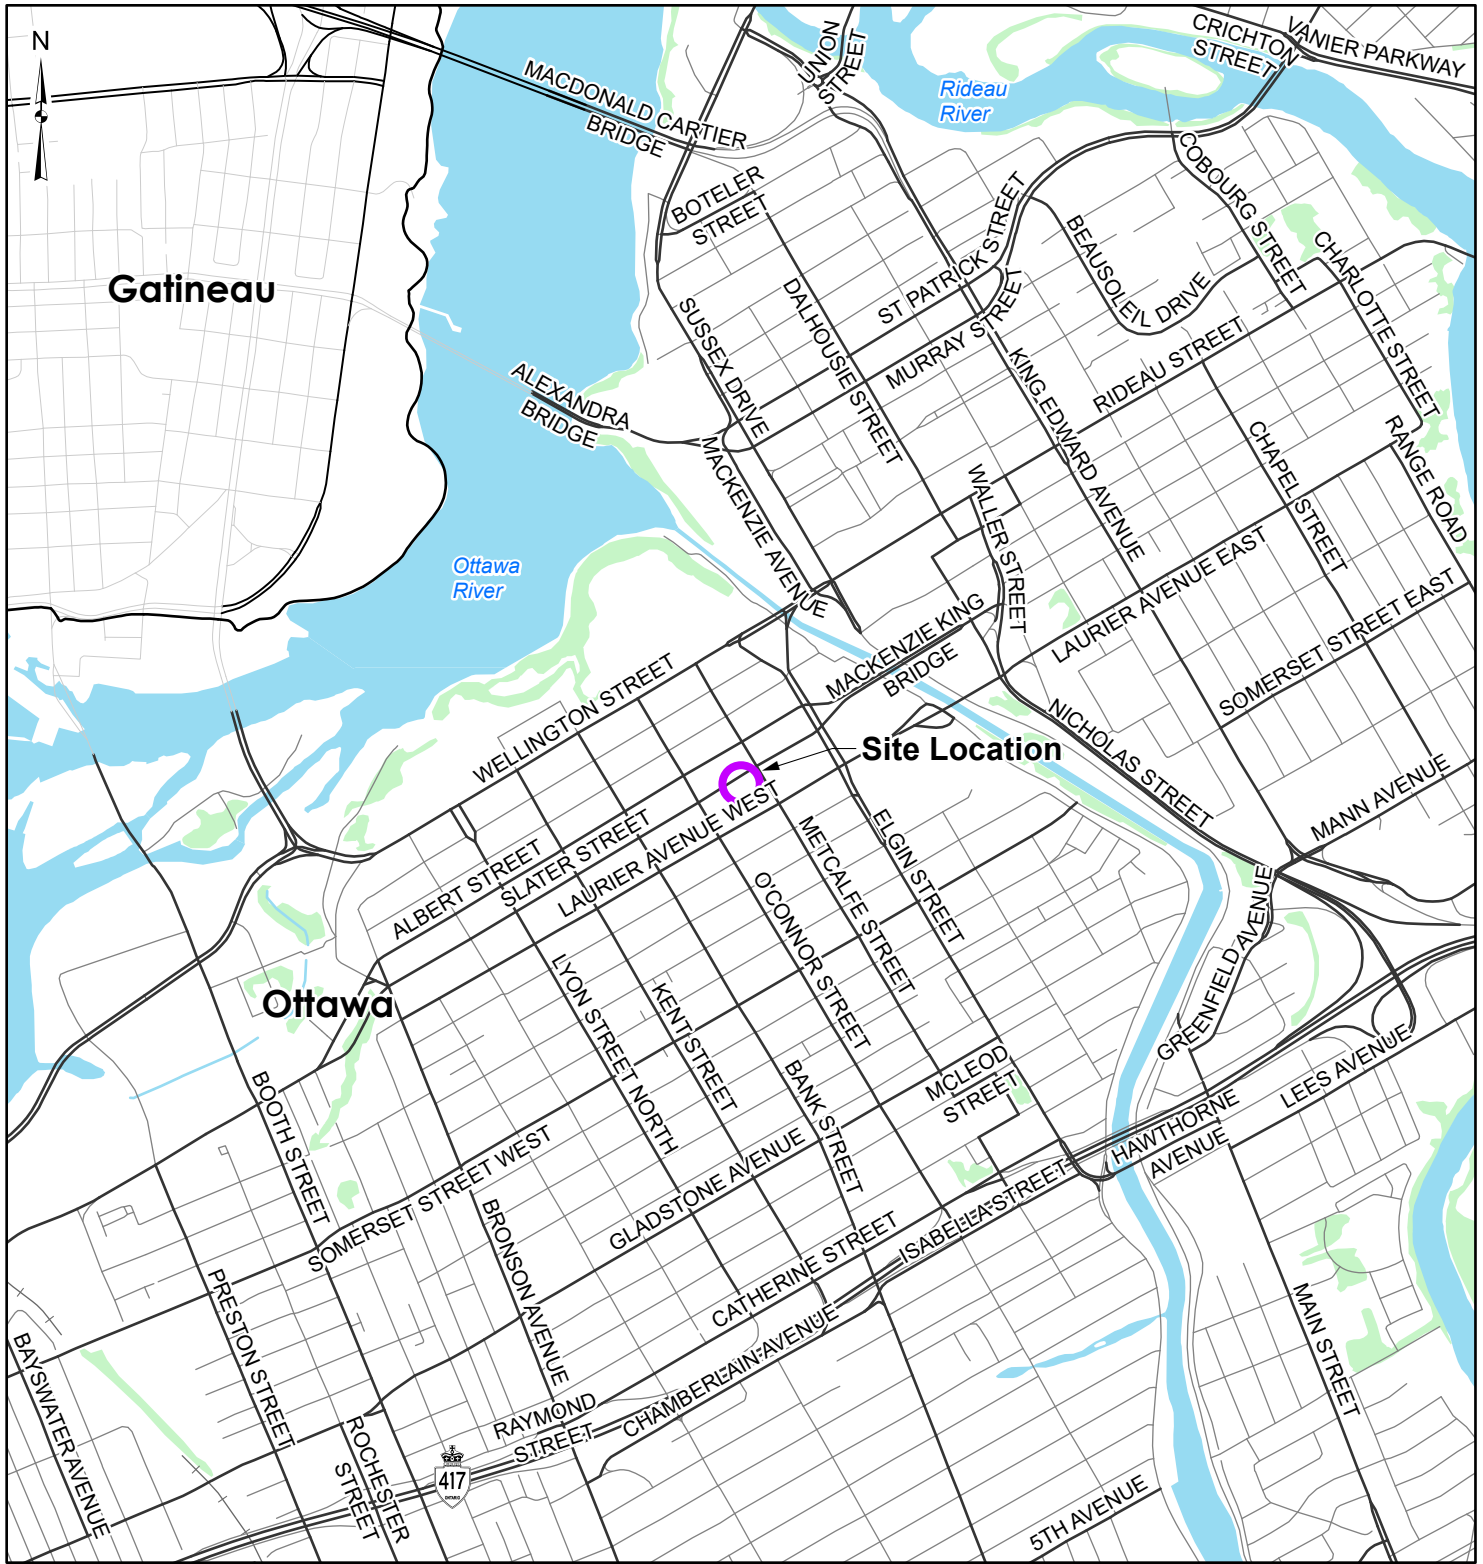 N
CRICHTON
STREET
VANIER PARKWAY
UNION
STREET
MACDONALD CARTIER
BRIDGE
Rideau
River
BOTELER
STREET
COBOURG STREET
ST PATRICK STREET
BEAUSOLEIL DRIVE
CHARLOTTE STREET
Gatineau
SUSSEX DRIVE
DALHOUSIE STREET
MURRAY STREET
RIDEAU STREET
KING EDWARD AVENUE
ALEXANDRA
BRIDGE
MACKENZIE AVENUE
WALLER STREET
CHAPEL STREET
RANGE ROAD
Ottawa
River
LAURIER AVENUE EAST
SOMERSET STREET EAST
MACKENZIE KING
BRIDGE
WELLINGTON STREET
NICHOLAS STREET
Site Location
MANN AVENUE
ALBERT STREET
SLATER STREET
LAURIER AVENUE WEST
METCALFE STREET
ELGIN STREET
O'CONNOR STREET
GREENFIELD AVENUE
Ottawa
LYON STREET NORTH
KENT STREET
BANK STREET
MCLEOD
STREET
BOOTH STREET
HAWTHORNE
AVENUE
LEES AVENUE
SOMERSET STREET WEST
GLADSTONE AVENUE
BRONSON AVENUE
CATHERINE STREET
ISABELLA STREET
PRESTON STREET
CHAMBERLAIN AVENUE
MAIN STREET
BAYSWATER AVENUE
RAYMOND
STREET
ROCHESTER
STREET
417
ONTARIO
5TH AVENUE